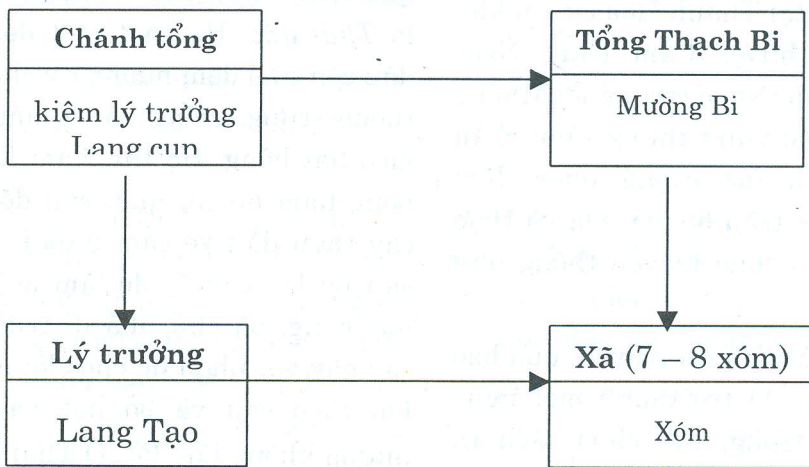 Chánh tổng
kiêm lý trưởng
Lang cun
Tổng Thạch Bi
Mường Bi
Lý trưởng
Lang Tạo
Xã (7 – 8 xóm)
Xóm